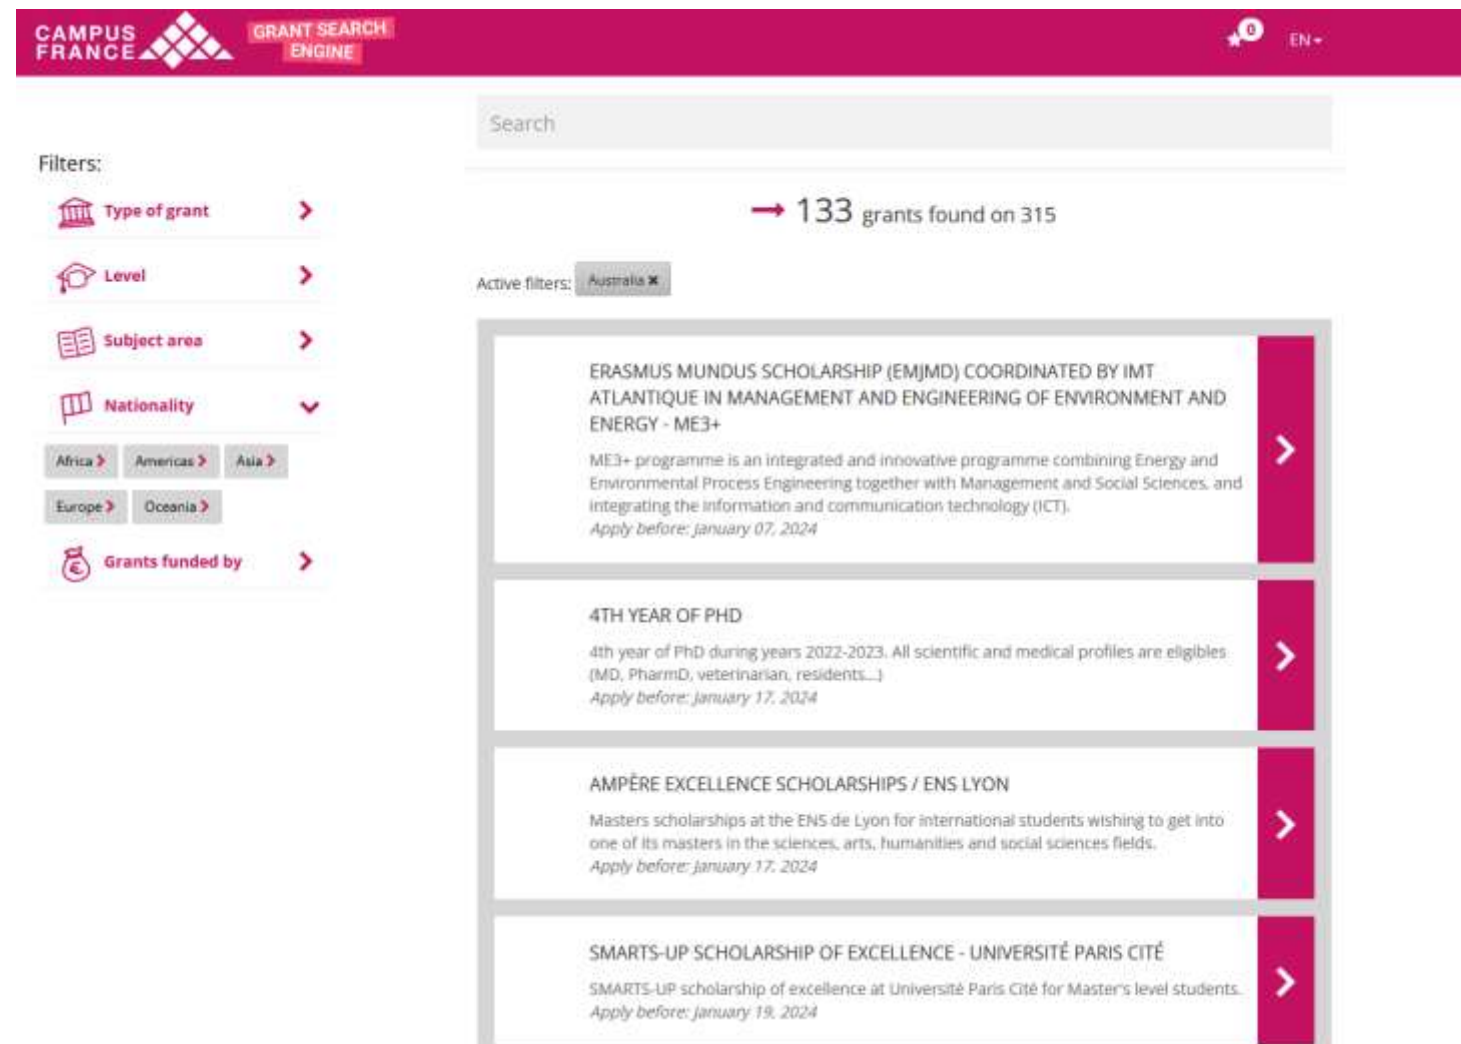 CAMPUS
FRANCE
GRANT SEARCH
ENGINE
0
EN
Search
Filters:
Type of grant
Level
Subject area
Nationality
Africa
Americas
Asia
Europe
Oceania
Grants funded by
133 grants found on 315
Active filters: Australia ✖
ERASMUS MUNDUS SCHOLARSHIP (EMJMD) COORDINATED BY IMT
ATLANTIQUE IN MANAGEMENT AND ENGINEERING OF ENVIRONMENT AND
ENERGY - ME3+
ME3+ programme is an integrated and innovative programme combining Energy and
Environmental Process Engineering together with Management and Social Sciences, and
integrating the information and communication technology (ICT).
Apply before: January 07, 2024
4TH YEAR OF PHD
4th year of PhD during years 2022-2023. All scientific and medical profiles are eligibles
(MD, PharmD, veterinarian, residents...)
Apply before: January 17, 2024
AMPÈRE EXCELLENCE SCHOLARSHIPS / ENS LYON
Masters scholarships at the ENS de Lyon for international students wishing to get into
one of its masters in the sciences, arts, humanities and social sciences fields.
Apply before: January 17, 2024
SMARTS-UP SCHOLARSHIP OF EXCELLENCE - UNIVERSITÉ PARIS CITÉ
SMARTS-UP scholarship of excellence at Université Paris Cité for Master's level students.
Apply before: January 19, 2024